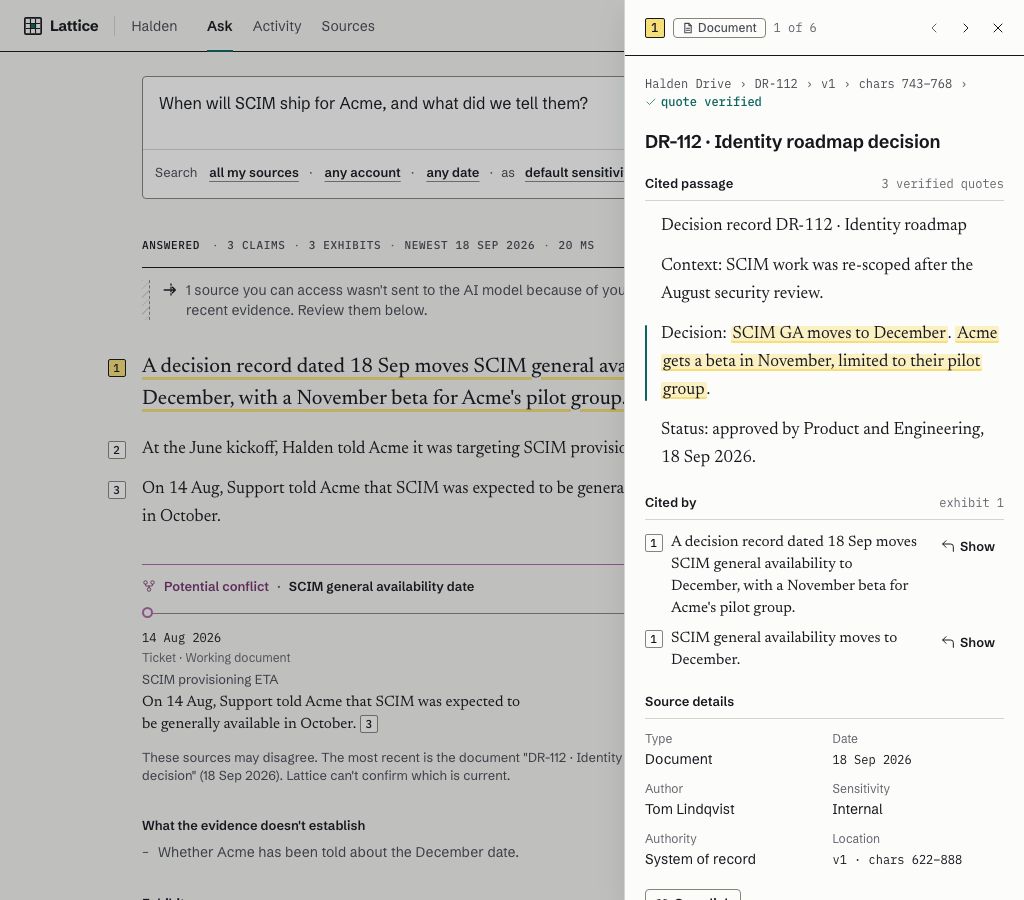 Lattice
Halden
Ask
Activity
Sources
When will SCIM ship for Acme, and what did we tell them?
Search all my sources · any account · any date · as default sensitivi
ANSWERED · 3 CLAIMS · 3 EXHIBITS · NEWEST 18 SEP 2026 · 20 MS
1 source you can access wasn't sent to the AI model because of you
recent evidence. Review them below.
1 A decision record dated 18 Sep moves SCIM general ava
December, with a November beta for Acme's pilot group.
2 At the June kickoff, Halden told Acme it was targeting SCIM provisio
3 On 14 Aug, Support told Acme that SCIM was expected to be genera
in October.
Potential conflict · SCIM general availability date
14 Aug 2026
Ticket · Working document
SCIM provisioning ETA
On 14 Aug, Support told Acme that SCIM was expected to
be generally available in October. 3
These sources may disagree. The most recent is the document "DR-112 · Identity
decision" (18 Sep 2026). Lattice can't confirm which is current.
What the evidence doesn't establish
– Whether Acme has been told about the December date.
1 Document 1 of 6
Halden Drive › DR-112 › v1 › chars 743–768 ›
✓ quote verified
DR-112 · Identity roadmap decision
Cited passage 3 verified quotes
Decision record DR-112 · Identity roadmap
Context: SCIM work was re-scoped after the
August security review.
Decision: SCIM GA moves to December. Acme
gets a beta in November, limited to their pilot
group.
Status: approved by Product and Engineering,
18 Sep 2026.
Cited by exhibit 1
1 A decision record dated 18 Sep moves Show
SCIM general availability to
December, with a November beta for
Acme's pilot group.
1 SCIM general availability moves to Show
December.
Source details
Type Date
Document 18 Sep 2026
Author Sensitivity
Tom Lindqvist Internal
Authority Location
System of record v1 · chars 622–888